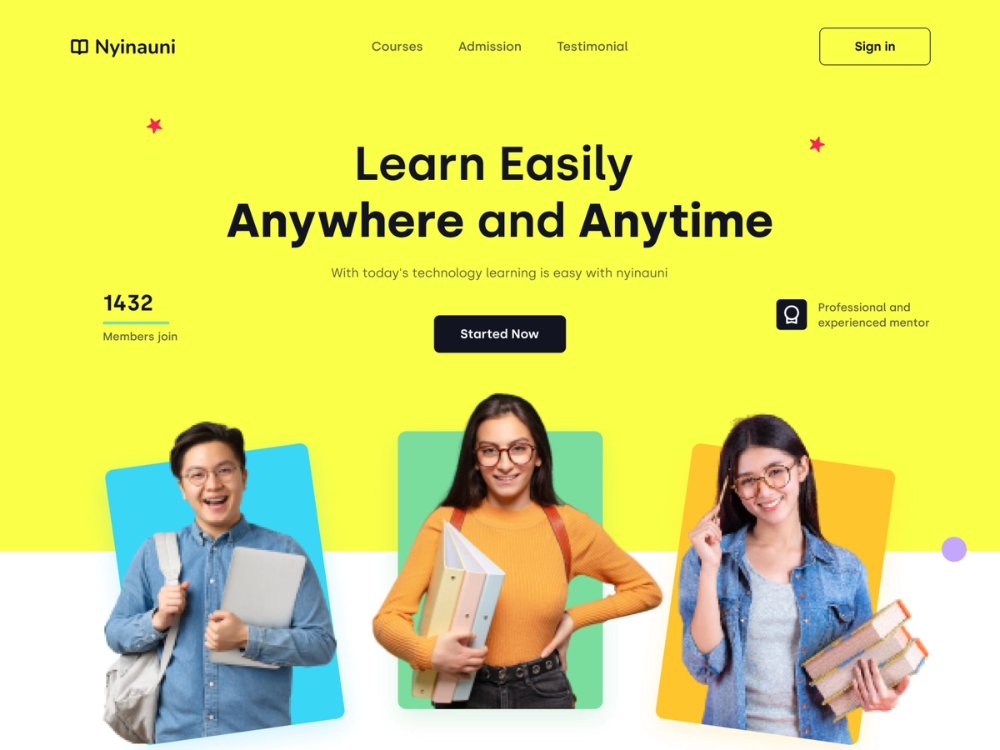 Nyinauni
Courses
Admission
Testimonial
Sign in
Learn Easily
Anywhere and Anytime
With today's technology learning is easy with nyinauni
1432
Members join
Started Now
Professional and
experienced mentor